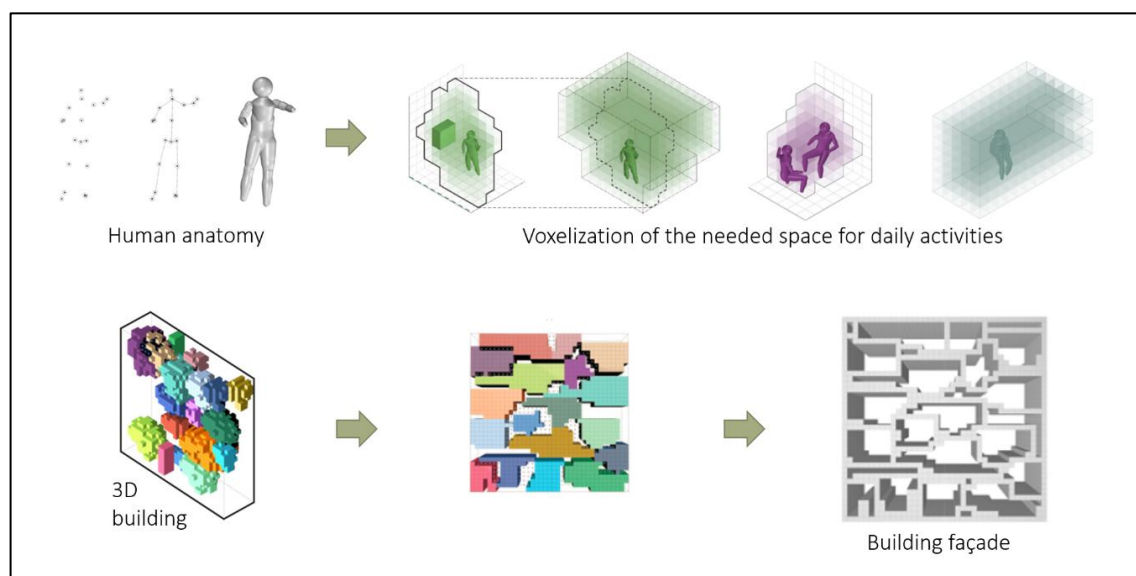 Human anatomy
Voxelization of the needed space for daily activities
3D
building
Building façade